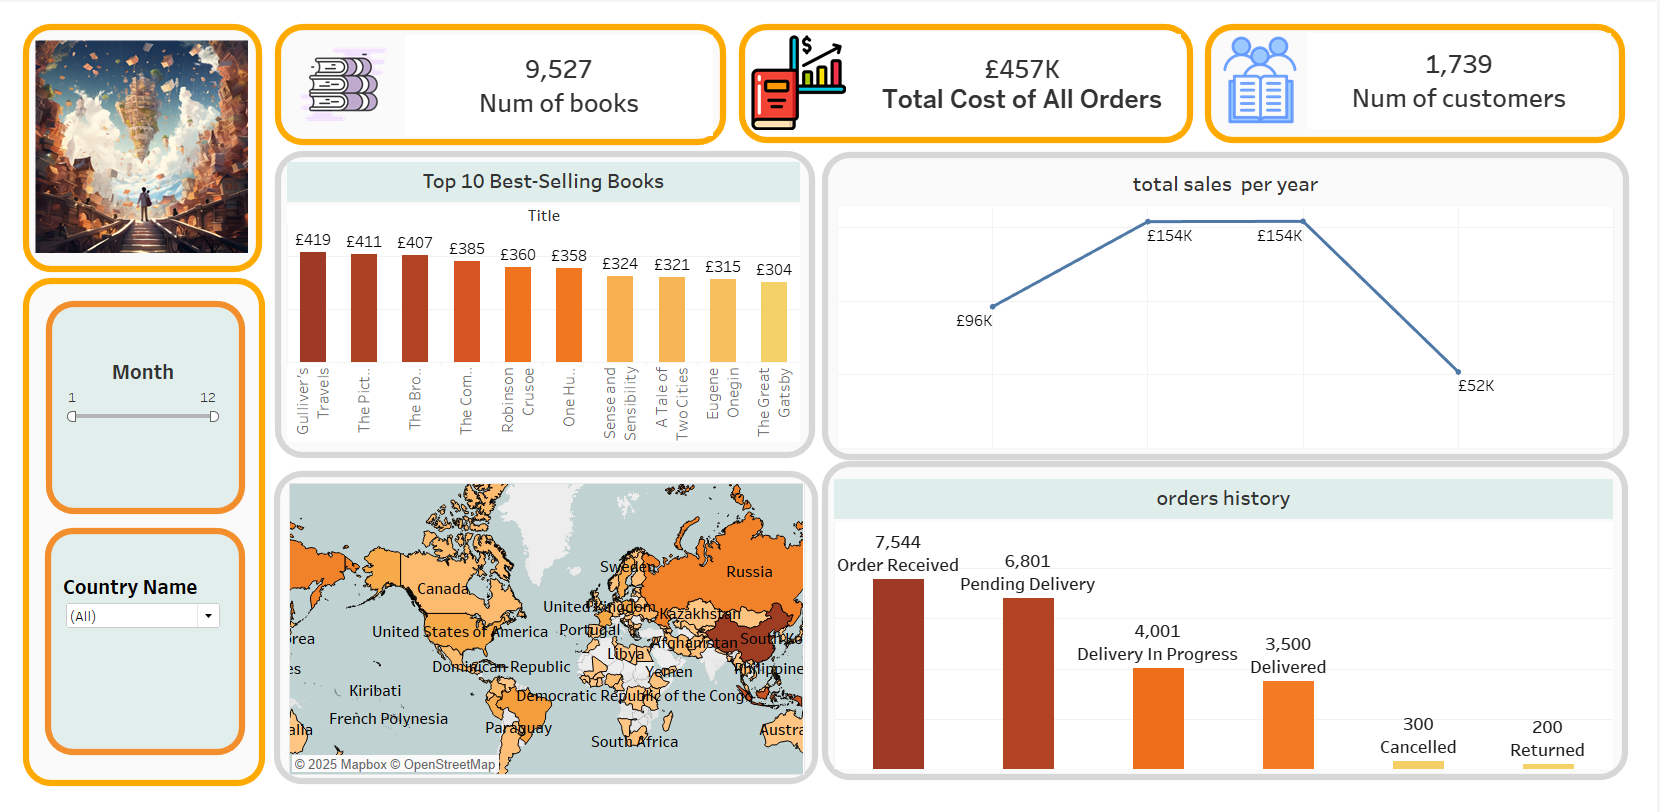 9,527
Num of books
£457K
Total Cost of All Orders
1,739
Num of customers
Month
1
12
Country Name
(All)
Top 10 Best-Selling Books
Title
£419
£411
£407
£385
£360
£358
£324
£321
£315
£304
Gulliver's
Travels
The Pict..
The Bro..
The Com..
Robinson
Crusoe
One Hu..
Sense and
Sensibility
A Tale of
Two Cities
Eugene
Onegin
The Great
Gatsby
total sales per year
£96K
£154K
£154K
£52K
Sweden
Russia
Canada
United Kingdom
Kazakhstan
United States of America
Portugal
Afghanistan
South Ko
rea
Libya
Dominican Republic
Yemen
Philippine
es
Kiribati
Democratic Republic of the Congo
French Polynesia
Paraguay
alia
Austra
South Africa
© 2025 Mapbox © OpenStreetMap
orders history
7,544
Order Received
6,801
Pending Delivery
4,001
Delivery In Progress
3,500
Delivered
300
Cancelled
200
Returned